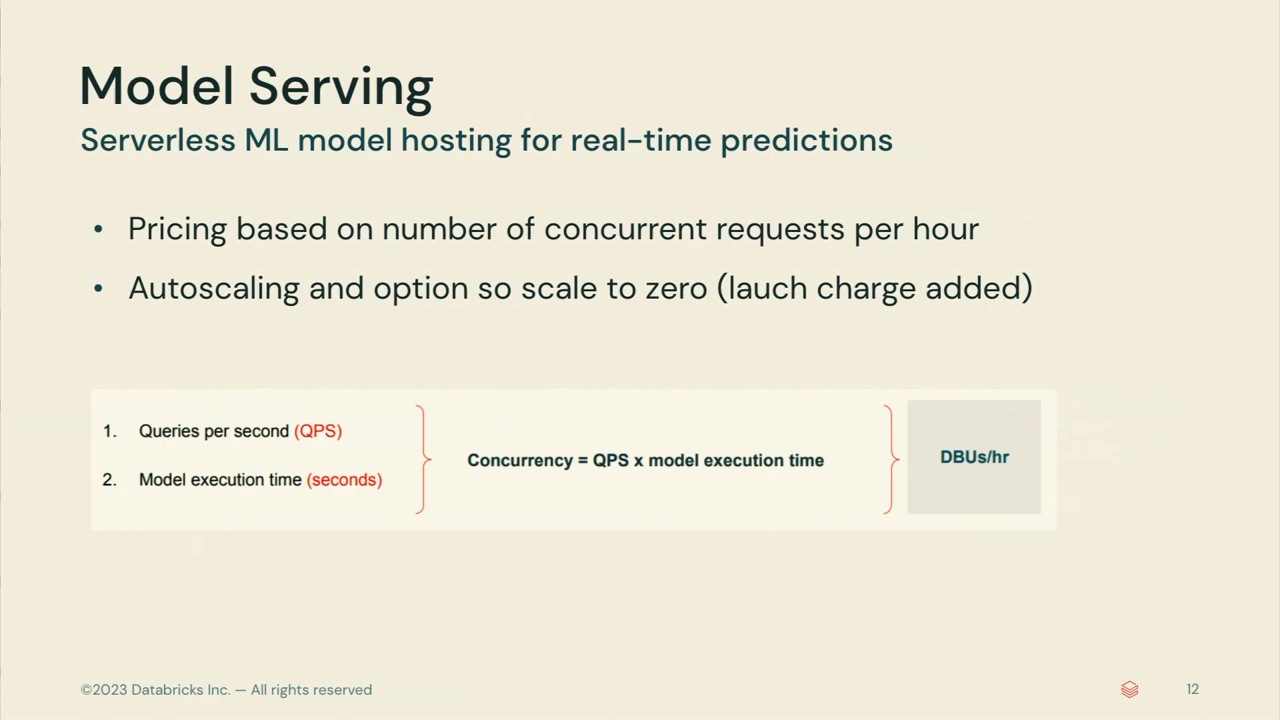 Model Serving
Serverless ML model hosting for real-time predictions
• Pricing based on number of concurrent requests per hour
• Autoscaling and option so scale to zero (lauch charge added)
1. Queries per second (QPS)
2. Model execution time (seconds)
Concurrency = QPS x model execution time
DBUs/hr
©2023 Databricks Inc. — All rights reserved
12